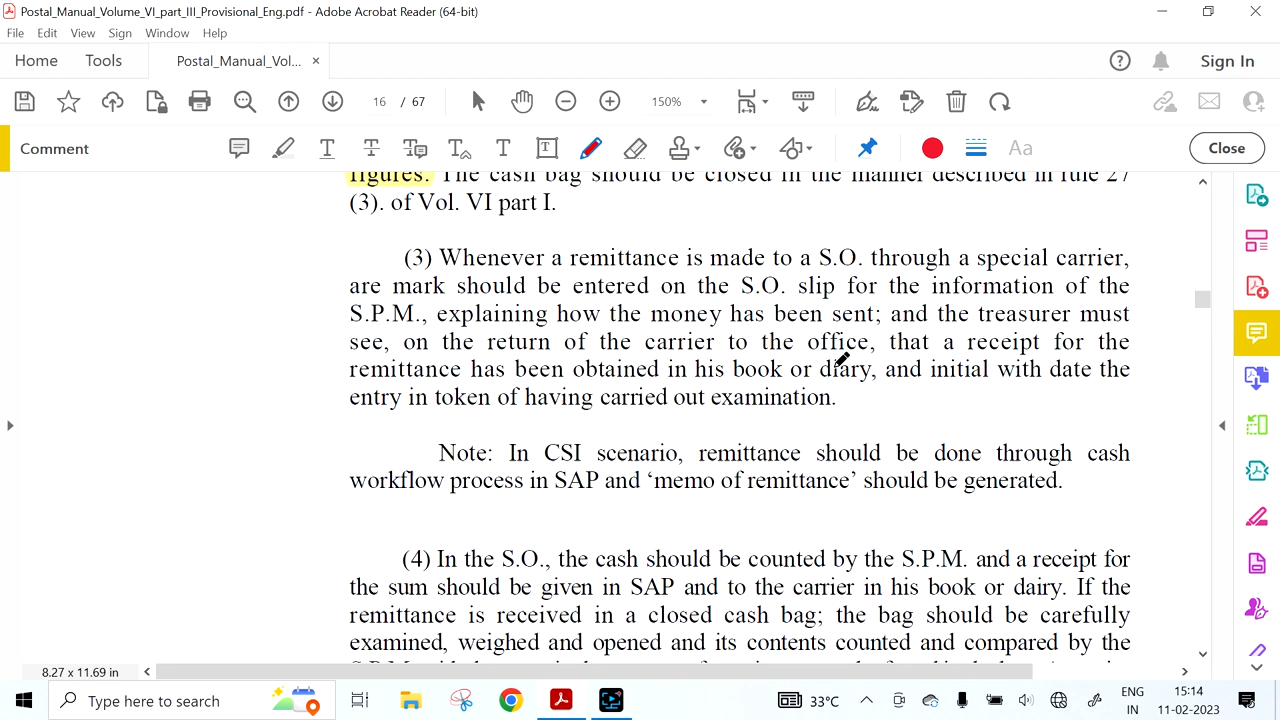 Postal_Manual_Volume_VI_part_III_Provisional_Eng.pdf - Adobe Acrobat Reader (64-bit)
File Edit View Sign Window Help
Home Tools Postal_Manual_Vol... × Sign In
16 / 67 150%
Comment Aa Close
figures. The cash bag should be closed in the manner described in rule 27
(3). of Vol. VI part I.
(3) Whenever a remittance is made to a S.O. through a special carrier,
are mark should be entered on the S.O. slip for the information of the
S.P.M., explaining how the money has been sent; and the treasurer must
see, on the return of the carrier to the office, that a receipt for the
remittance has been obtained in his book or diary, and initial with date the
entry in token of having carried out examination.
Note: In CSI scenario, remittance should be done through cash
workflow process in SAP and ‘memo of remittance’ should be generated.
(4) In the S.O., the cash should be counted by the S.P.M. and a receipt for
the sum should be given in SAP and to the carrier in his book or dairy. If the
remittance is received in a closed cash bag; the bag should be carefully
examined, weighed and opened and its contents counted and compared by the
8.27 x 11.69 in
Type here to search 33°C ENG IN 15:14 11-02-2023